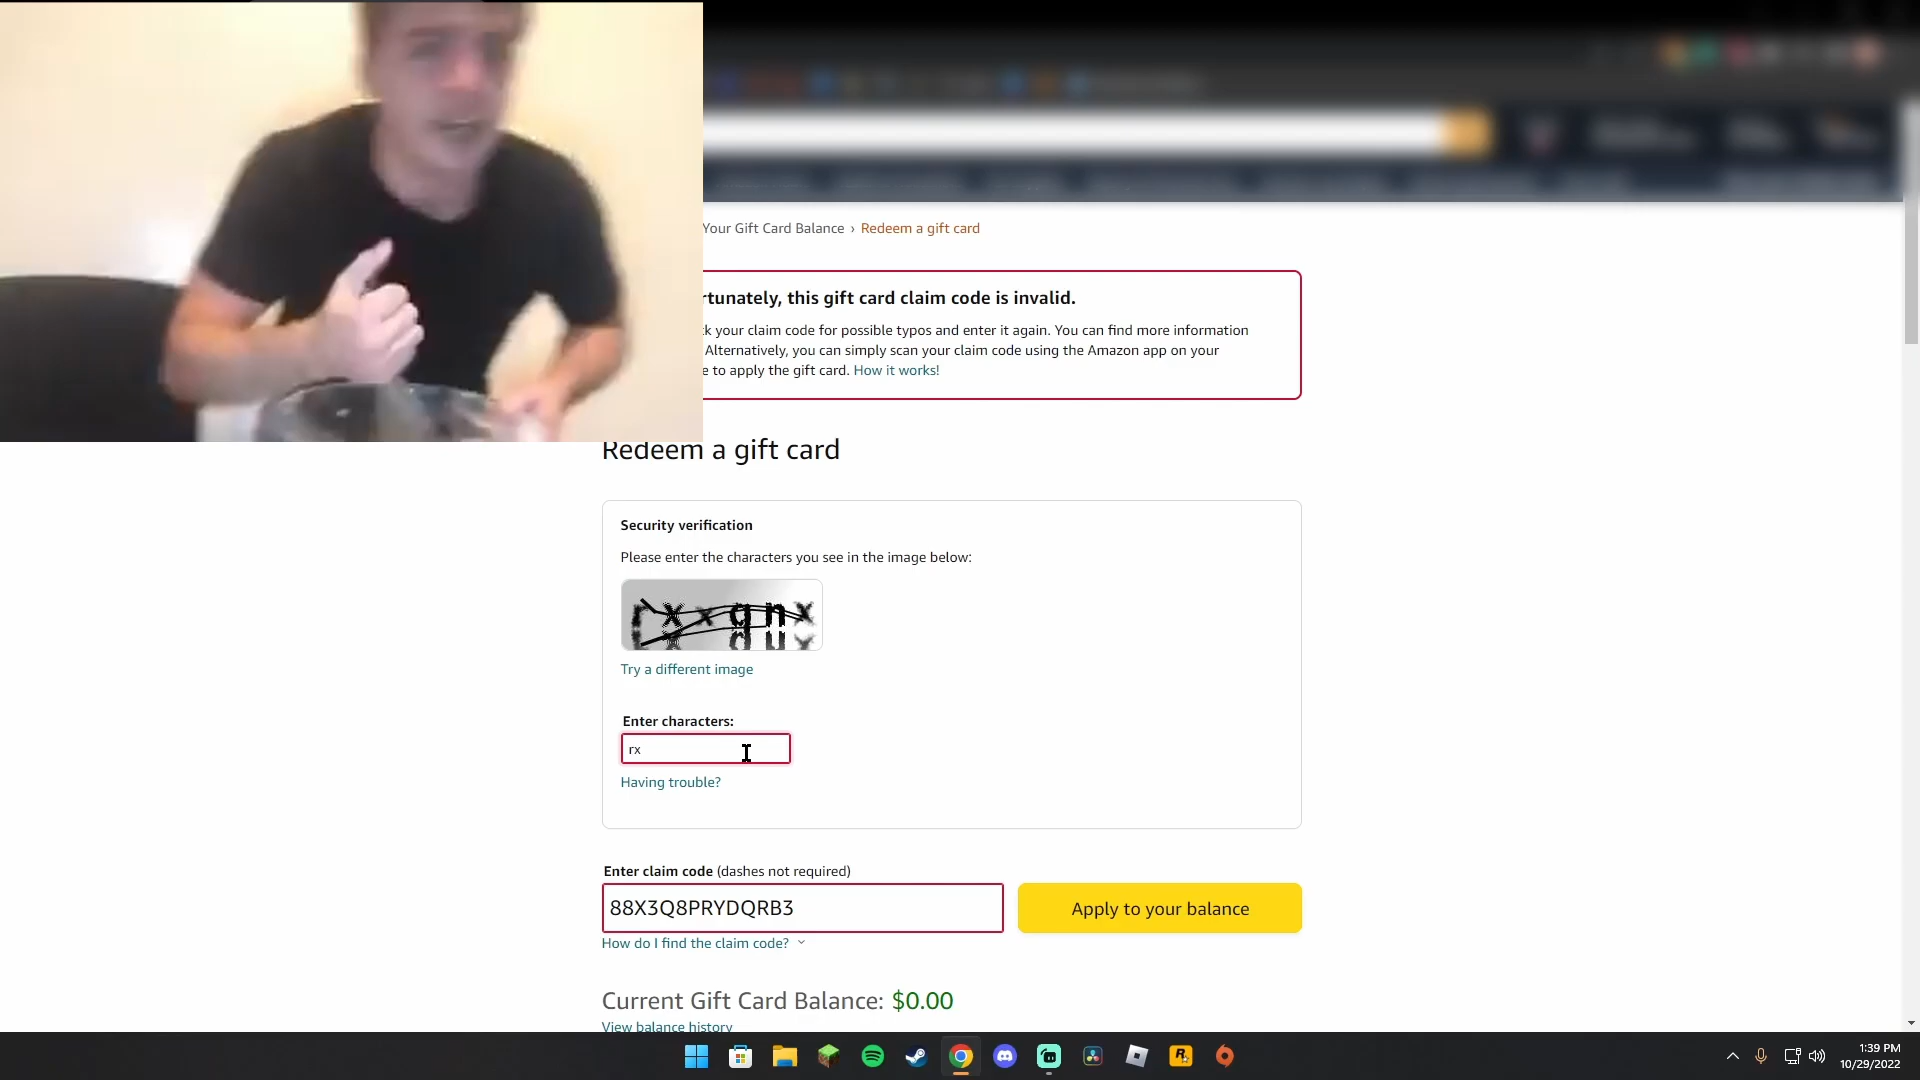 Your Gift Card Balance › Redeem a gift card
rtunately, this gift card claim code is invalid.
ck your claim code for possible typos and enter it again. You can find more information
Alternatively, you can simply scan your claim code using the Amazon app on your
e to apply the gift card. How it works!
Redeem a gift card
Security verification
Please enter the characters you see in the image below:
Try a different image
Enter characters:
rx
Having trouble?
Enter claim code (dashes not required)
88X3Q8PRYDQRB3
Apply to your balance
How do I find the claim code?
Current Gift Card Balance: $0.00
View balance history
1:39 PM
10/29/2022